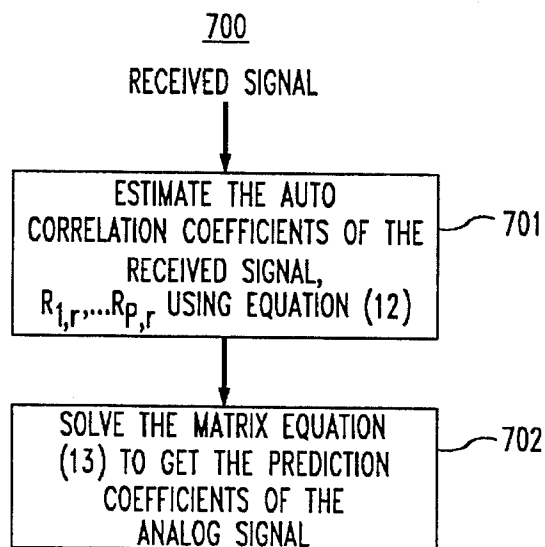 700
RECEIVED SIGNAL
ESTIMATE THE AUTO
CORRELATION COEFFICIENTS OF THE
RECEIVED SIGNAL,
R1,r,...RP,r USING EQUATION (12)
701
SOLVE THE MATRIX EQUATION
(13) TO GET THE PREDICTION
COEFFICIENTS OF THE
ANALOG SIGNAL
702